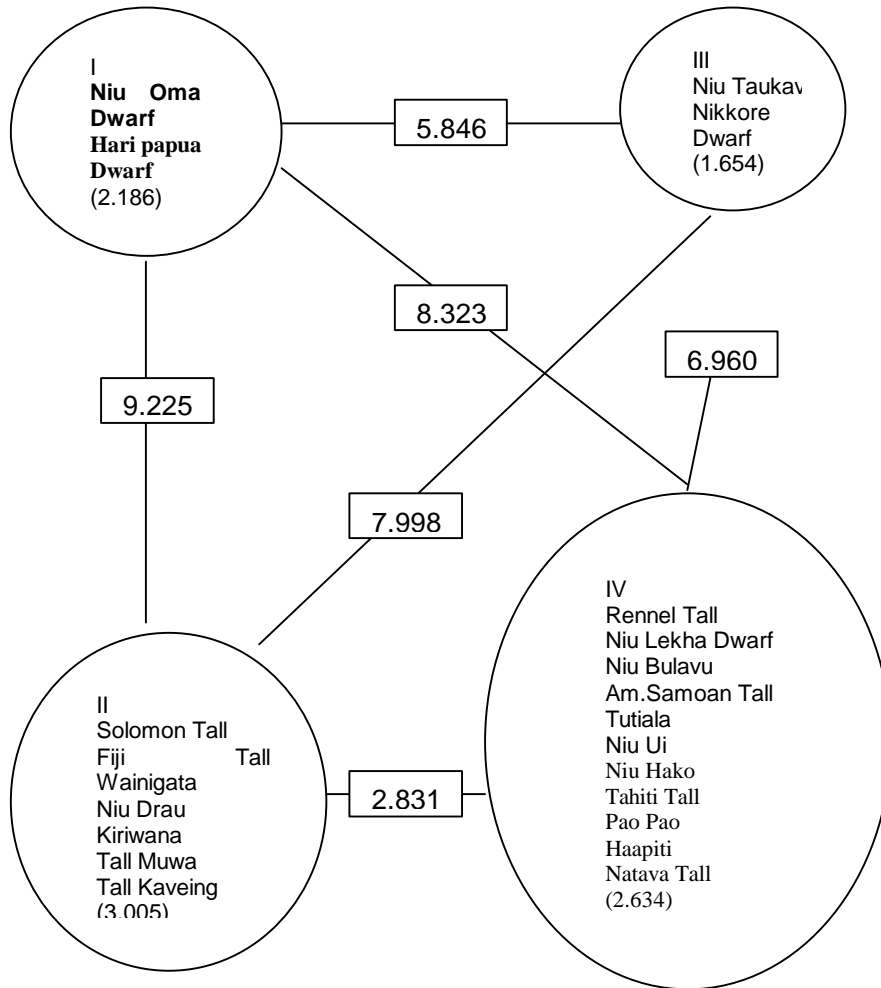 I
Niu Oma
Dwarf
Hari papua
Dwarf
(2.186)
5.846
III
Niu Taukav
Nikkore
Dwarf
(1.654)
8.323
6.960
9.225
7.998
II
Solomon Tall
Fiji Tall
Wainigata
Niu Drau
Kiriwana
Tall Muwa
Tall Kaveing
(3.005)
2.831
IV
Rennel Tall
Niu Lekha Dwarf
Niu Bulavu
Am.Samoan Tall
Tutiala
Niu Ui
Niu Hako
Tahiti Tall
Pao Pao
Haapiti
Natava Tall
(2.634)